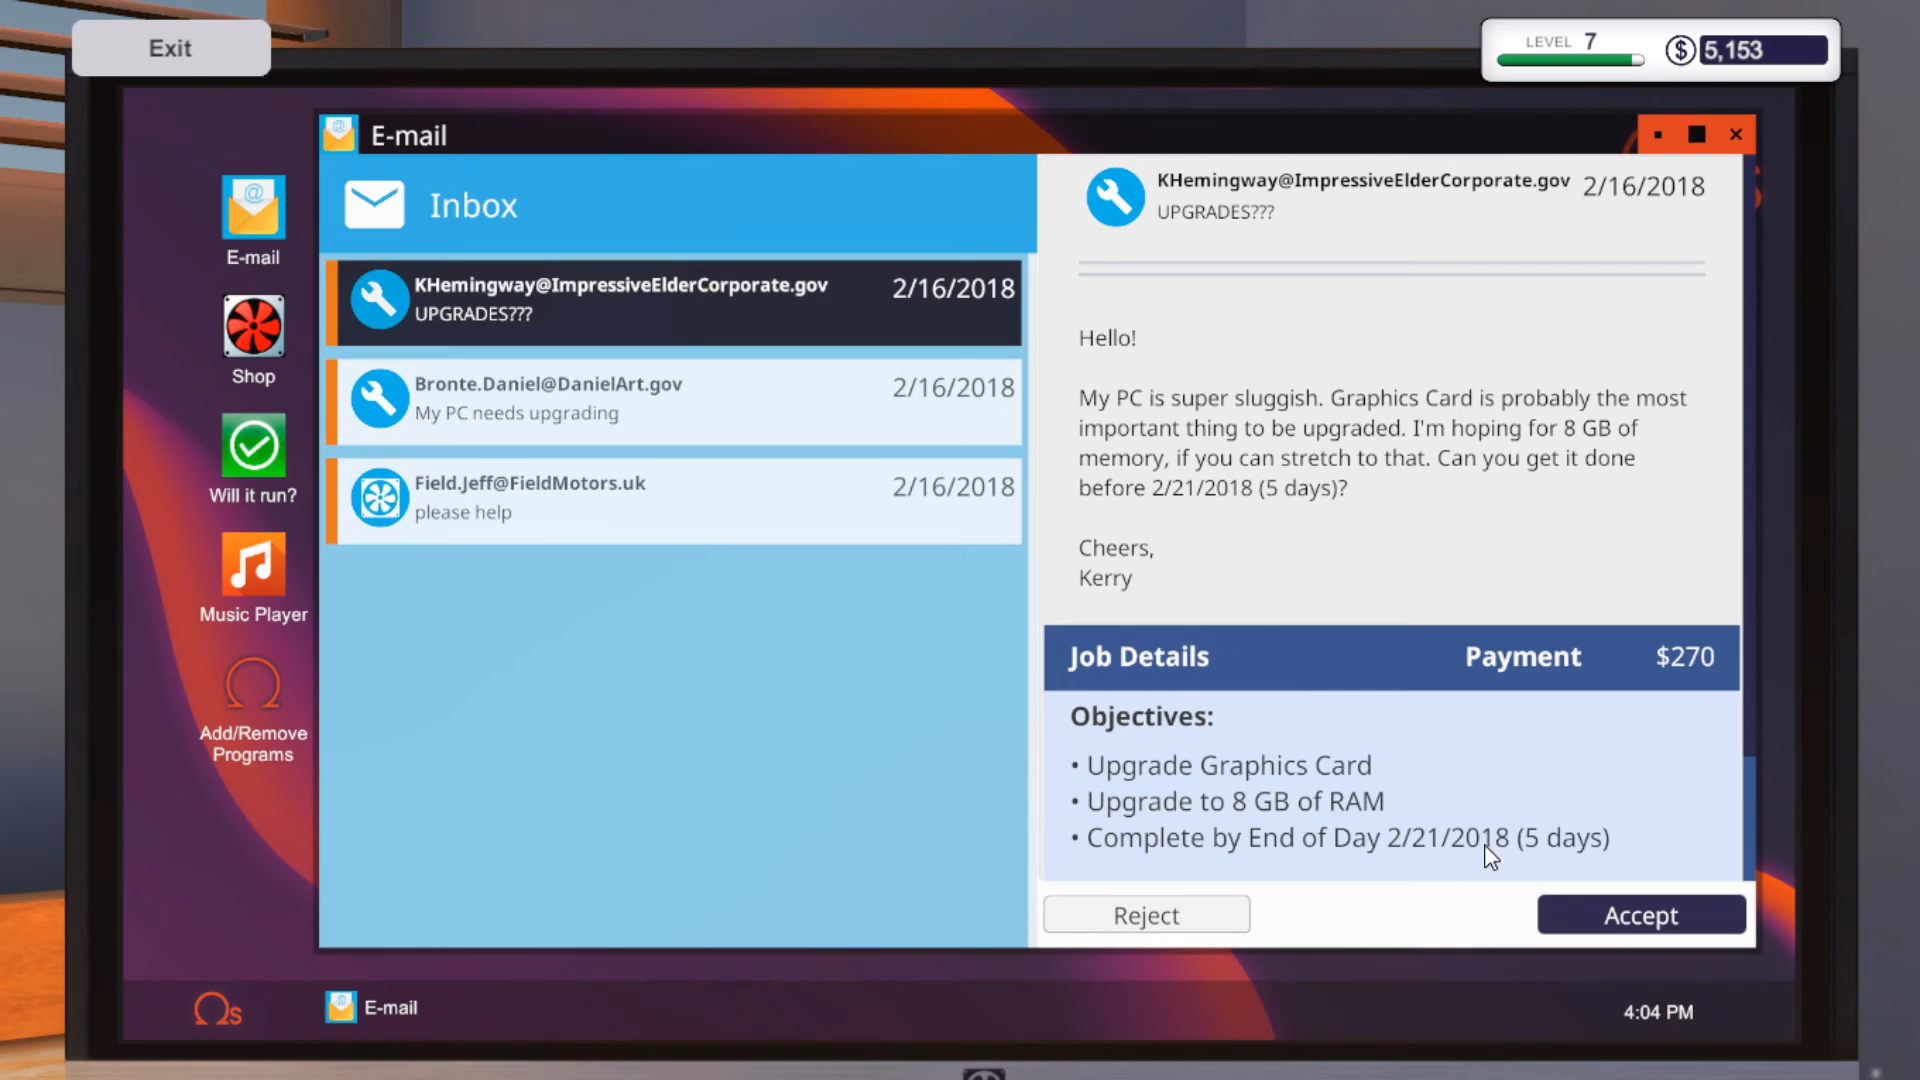 Exit
LEVEL 7
$ 5,153
E-mail
Shop
Will it run?
Music Player
Add/Remove
Programs
E-mail
Inbox
KHemingway@ImpressiveElderCorporate.gov 2/16/2018
UPGRADES???
Bronte.Daniel@DanielArt.gov 2/16/2018
My PC needs upgrading
Field.Jeff@FieldMotors.uk 2/16/2018
please help
KHemingway@ImpressiveElderCorporate.gov 2/16/2018
UPGRADES???
Hello!
My PC is super sluggish. Graphics Card is probably the most
important thing to be upgraded. I'm hoping for 8 GB of
memory, if you can stretch to that. Can you get it done
before 2/21/2018 (5 days)?
Cheers,
Kerry
Job Details Payment $270
Objectives:
• Upgrade Graphics Card
• Upgrade to 8 GB of RAM
• Complete by End of Day 2/21/2018 (5 days)
Reject Accept
Ωs E-mail 4:04 PM